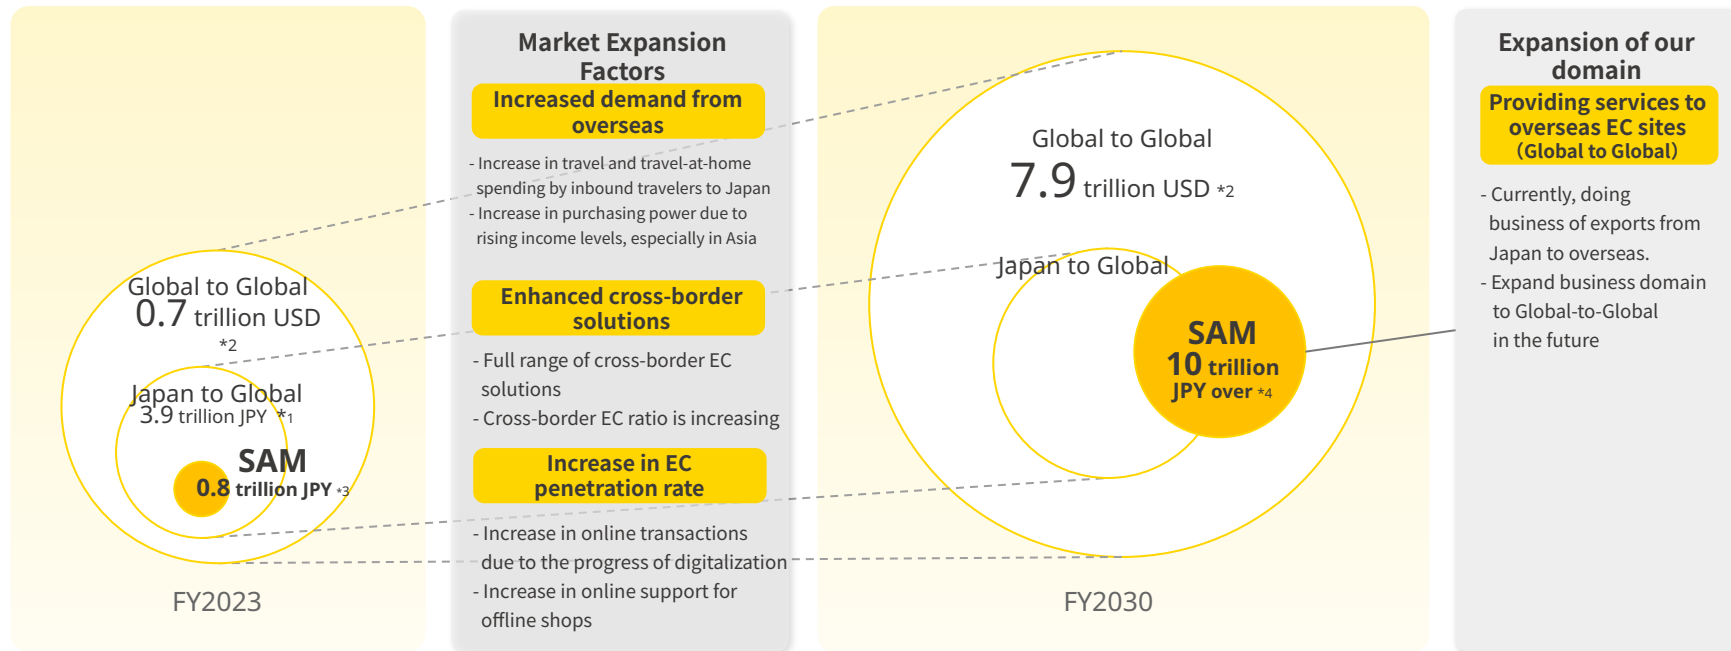 Global to Global
0.7 trillion USD
*2
Japan to Global
3.9 trillion JPY *1
SAM
0.8 trillion JPY *3
FY2023
Market Expansion
Factors
Increased demand from
overseas
- Increase in travel and travel-at-home
spending by inbound travelers to Japan
- Increase in purchasing power due to
rising income levels, especially in Asia
Enhanced cross-border
solutions
- Full range of cross-border EC
solutions
- Cross-border EC ratio is increasing
Increase in EC
penetration rate
- Increase in online transactions
due to the progress of digitalization
- Increase in online support for
offline shops
Global to Global
7.9 trillion USD *2
Japan to Global
SAM
10 trillion
JPY over *4
FY2030
Expansion of our
domain
Providing services to
overseas EC sites
（Global to Global）
- Currently, doing
business of exports from
Japan to overseas.
- Expand business domain
to Global-to-Global
in the future